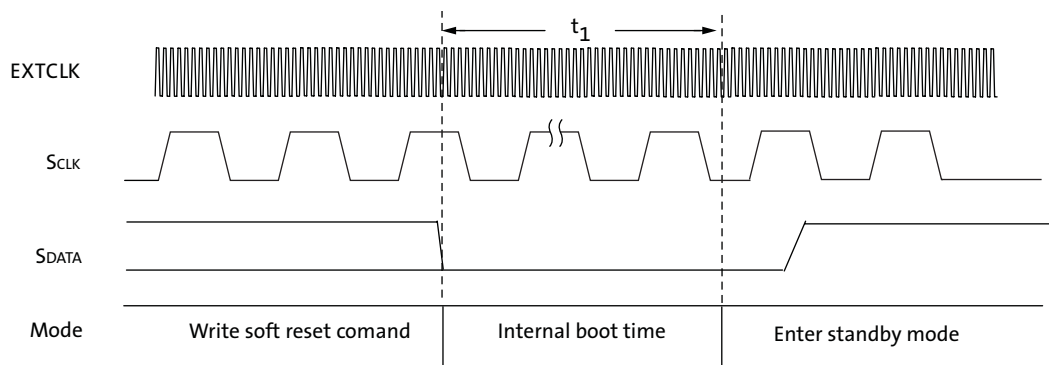 t1
EXTCLK
SCLK
SDATA
Mode
Write soft reset comand
Internal boot time
Enter standby mode